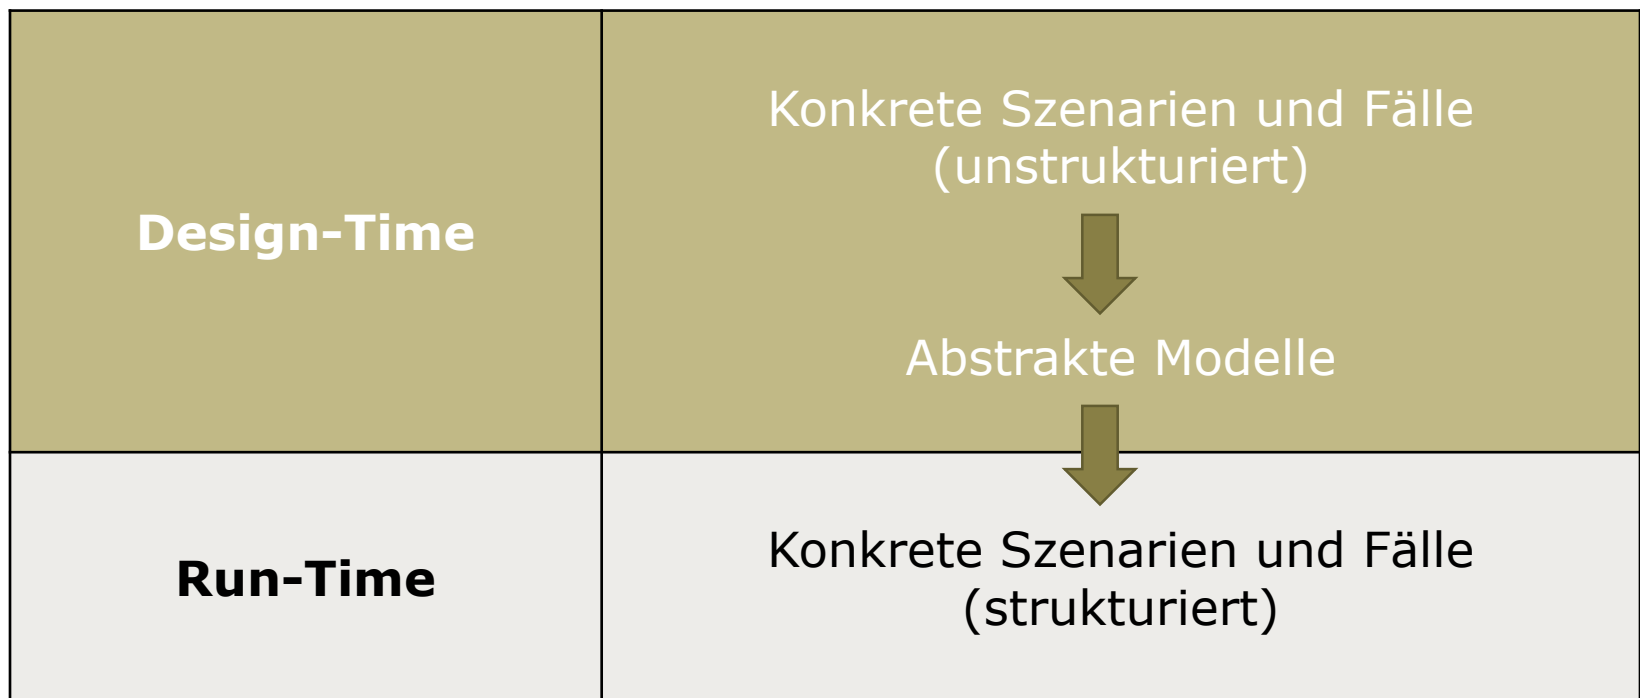 Design-Time
Konkrete Szenarien und Fälle
(unstrukturiert)
Abstrakte Modelle
Run-Time
Konkrete Szenarien und Fälle
(strukturiert)